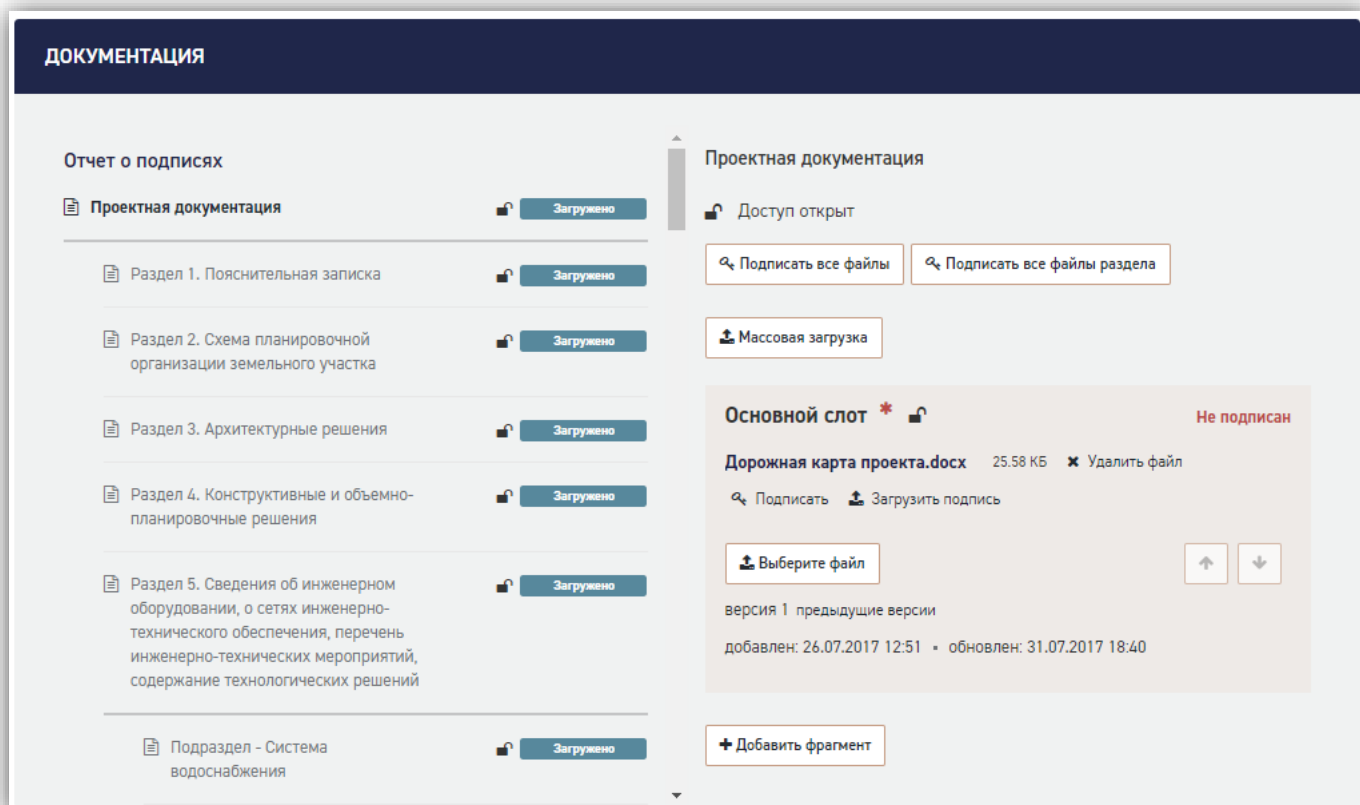 ДОКУМЕНТАЦИЯ
Отчет о подписях
Проектная документация
Загружено
Раздел 1. Пояснительная записка
Загружено
Раздел 2. Схема планировочной
организации земельного участка
Загружено
Раздел 3. Архитектурные решения
Загружено
Раздел 4. Конструктивные и объемно-
планировочные решения
Загружено
Раздел 5. Сведения об инженерном
оборудовании, о сетях инженерно-
технического обеспечения, перечень
инженерно-технических мероприятий,
содержание технологических решений
Загружено
Подраздел - Система
водоснабжения
Загружено
Проектная документация
Доступ открыт
Подписать все файлы
Подписать все файлы раздела
Массовая загрузка
Основной слот *
Не подписан
Дорожная карта проекта.docx 25.58 КБ Удалить файл
Подписать Загрузить подпись
Выберите файл
версия 1 предыдущие версии
добавлен: 26.07.2017 12:51 • обновлен: 31.07.2017 18:40
Добавить фрагмент